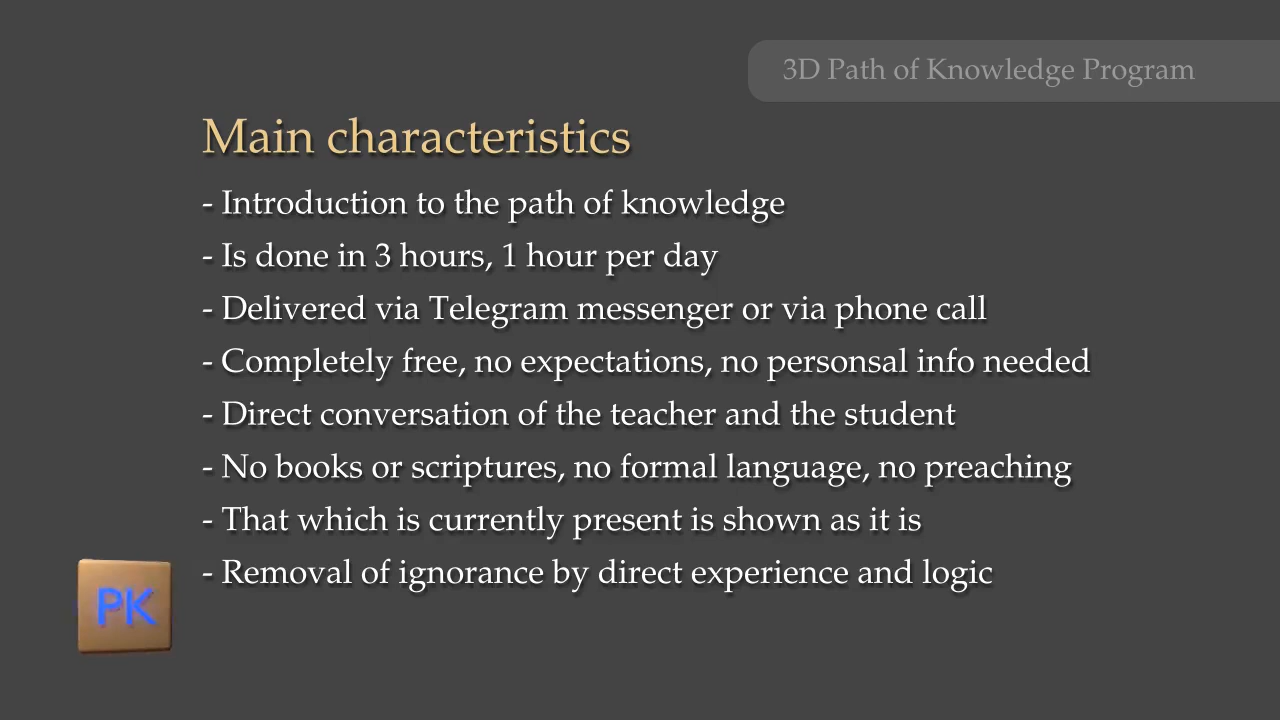 3D Path of Knowledge Program
Main characteristics
- Introduction to the path of knowledge
- Is done in 3 hours, 1 hour per day
- Delivered via Telegram messenger or via phone call
- Completely free, no expectations, no personsal info needed
- Direct conversation of the teacher and the student
- No books or scriptures, no formal language, no preaching
- That which is currently present is shown as it is
- Removal of ignorance by direct experience and logic
PK